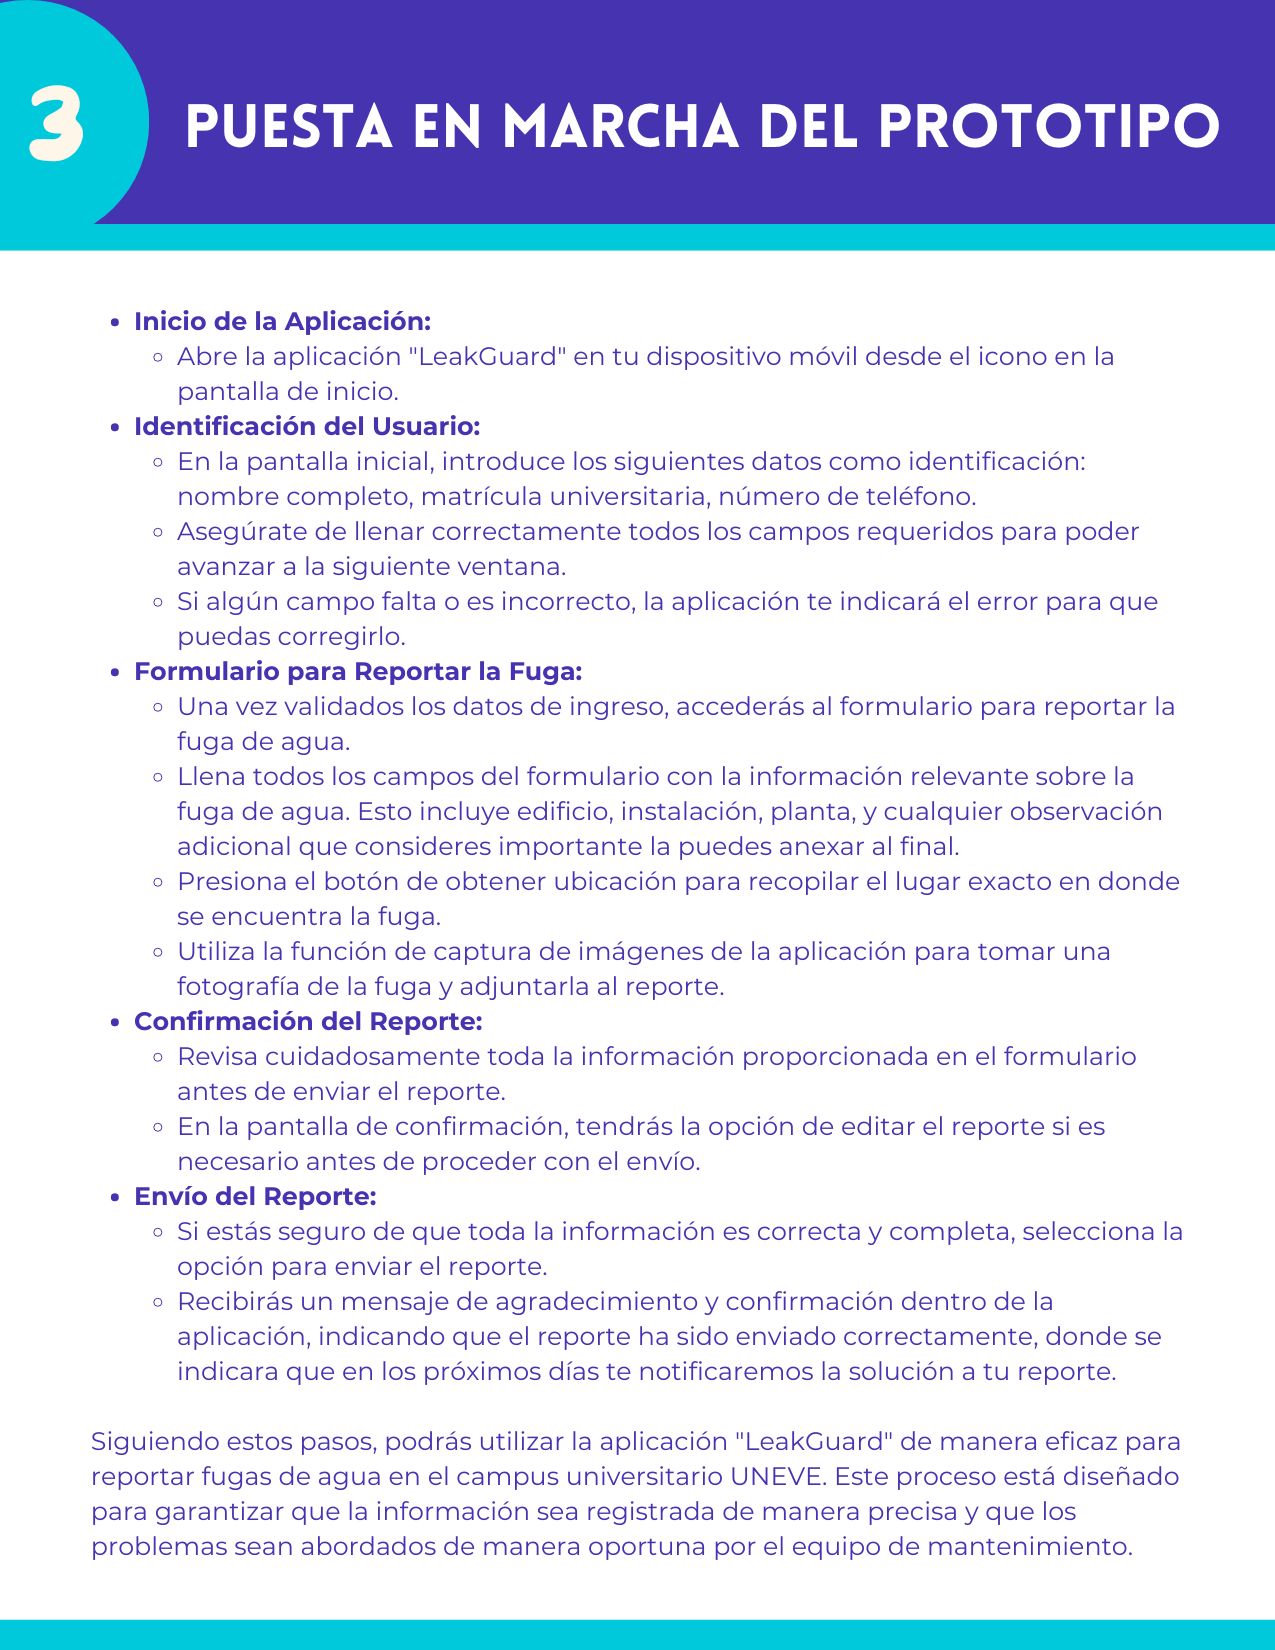 3
PUESTA EN MARCHA DEL PROTOTIPO
• Inicio de la Aplicación:
◦ Abre la aplicación "LeakGuard" en tu dispositivo móvil desde el icono en la
pantalla de inicio.
• Identificación del Usuario:
◦ En la pantalla inicial, introduce los siguientes datos como identificación:
nombre completo, matrícula universitaria, número de teléfono.
◦ Asegúrate de llenar correctamente todos los campos requeridos para poder
avanzar a la siguiente ventana.
◦ Si algún campo falta o es incorrecto, la aplicación te indicará el error para que
puedas corregirlo.
• Formulario para Reportar la Fuga:
◦ Una vez validados los datos de ingreso, accederás al formulario para reportar la
fuga de agua.
◦ Llena todos los campos del formulario con la información relevante sobre la
fuga de agua. Esto incluye edificio, instalación, planta, y cualquier observación
adicional que consideres importante la puedes anexar al final.
◦ Presiona el botón de obtener ubicación para recopilar el lugar exacto en donde
se encuentra la fuga.
◦ Utiliza la función de captura de imágenes de la aplicación para tomar una
fotografía de la fuga y adjuntarla al reporte.
• Confirmación del Reporte:
◦ Revisa cuidadosamente toda la información proporcionada en el formulario
antes de enviar el reporte.
◦ En la pantalla de confirmación, tendrás la opción de editar el reporte si es
necesario antes de proceder con el envío.
• Envío del Reporte:
◦ Si estás seguro de que toda la información es correcta y completa, selecciona la
opción para enviar el reporte.
◦ Recibirás un mensaje de agradecimiento y confirmación dentro de la
aplicación, indicando que el reporte ha sido enviado correctamente, donde se
indicara que en los próximos días te notificaremos la solución a tu reporte.
Siguiendo estos pasos, podrás utilizar la aplicación "LeakGuard" de manera eficaz para
reportar fugas de agua en el campus universitario UNEVE. Este proceso está diseñado
para garantizar que la información sea registrada de manera precisa y que los
problemas sean abordados de manera oportuna por el equipo de mantenimiento.